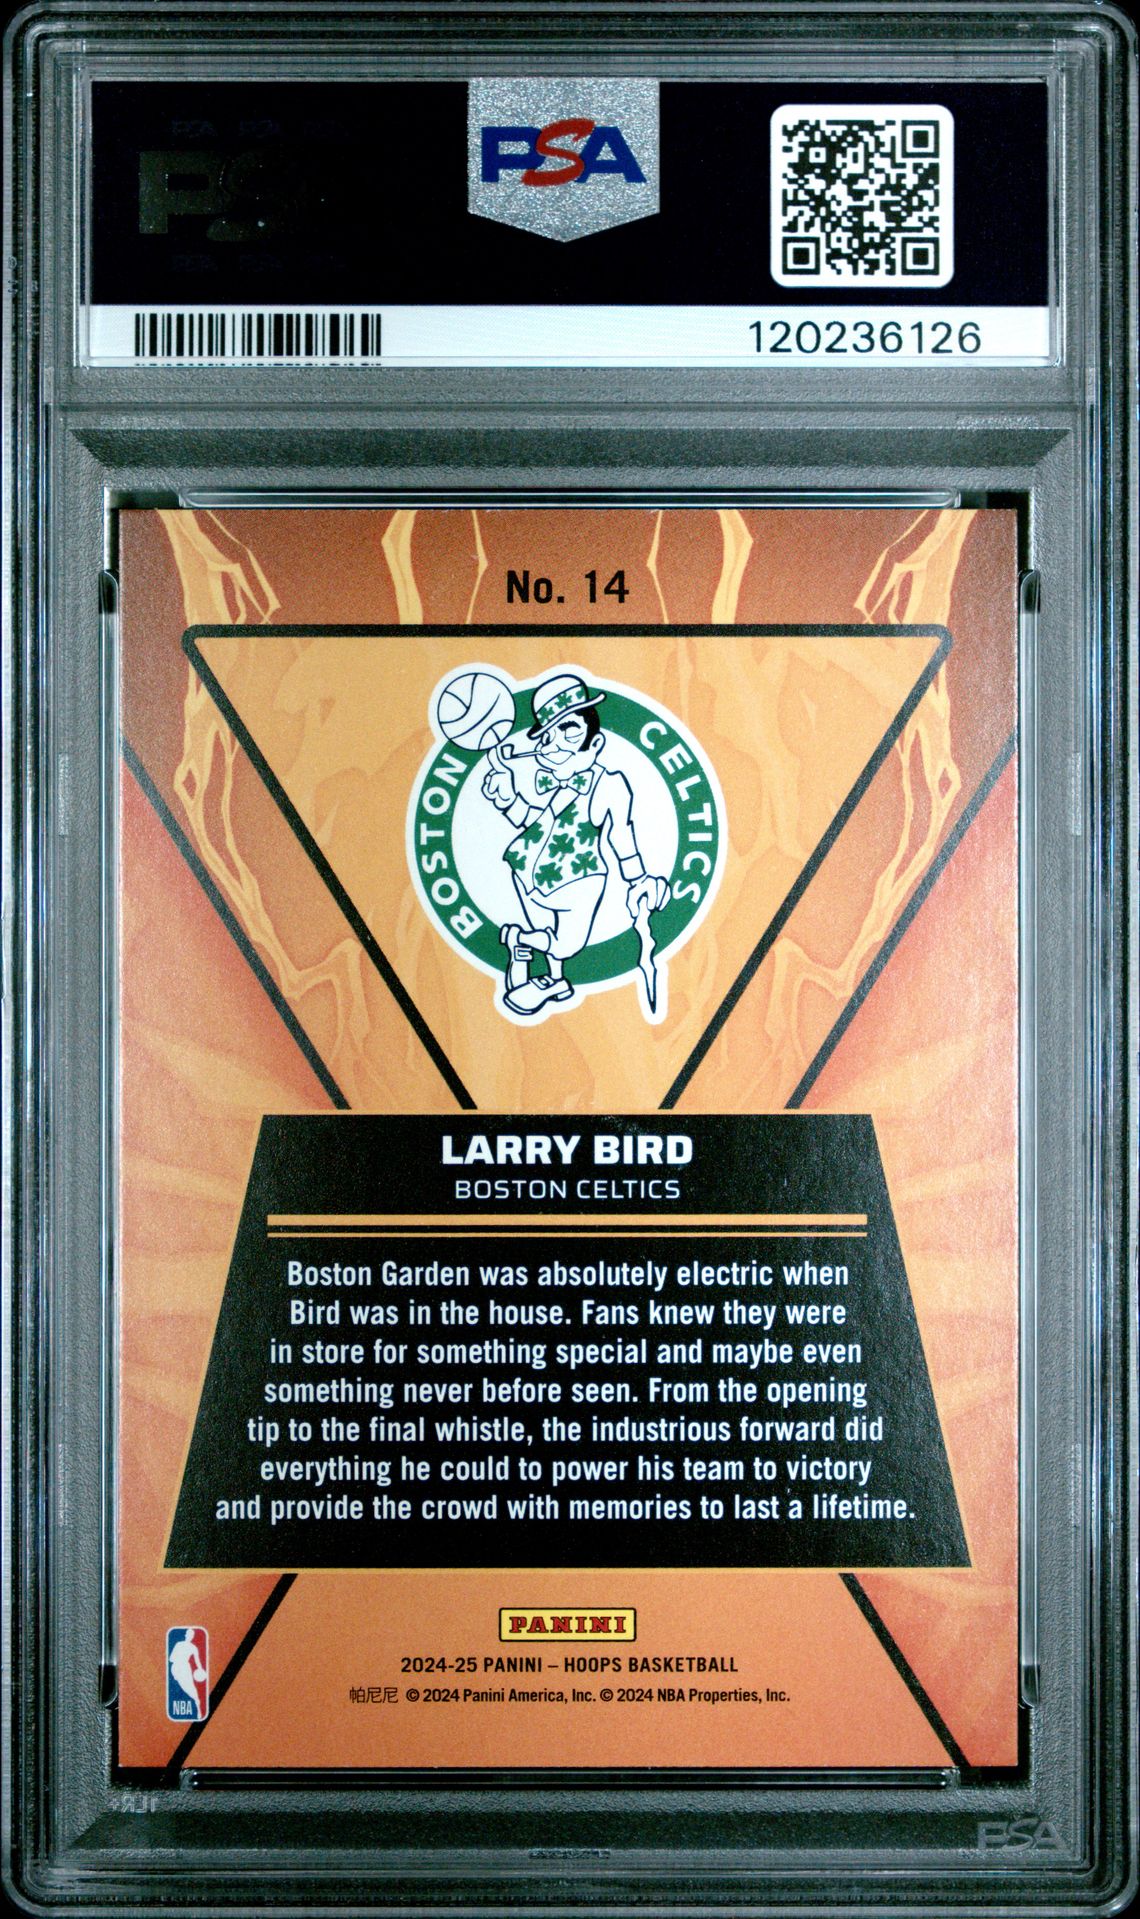 PSA
120236126
No. 14
BOSTON CELTICS
LARRY BIRD
BOSTON CELTICS
Boston Garden was absolutely electric when
Bird was in the house. Fans knew they were
in store for something special and maybe even
something never before seen. From the opening
tip to the final whistle, the industrious forward did
everything he could to power his team to victory
and provide the crowd with memories to last a lifetime.
PANINI
2024-25 PANINI – HOOPS BASKETBALL
帕尼尼 © 2024 Panini America, Inc. © 2024 NBA Properties, Inc.
NBA
PSA